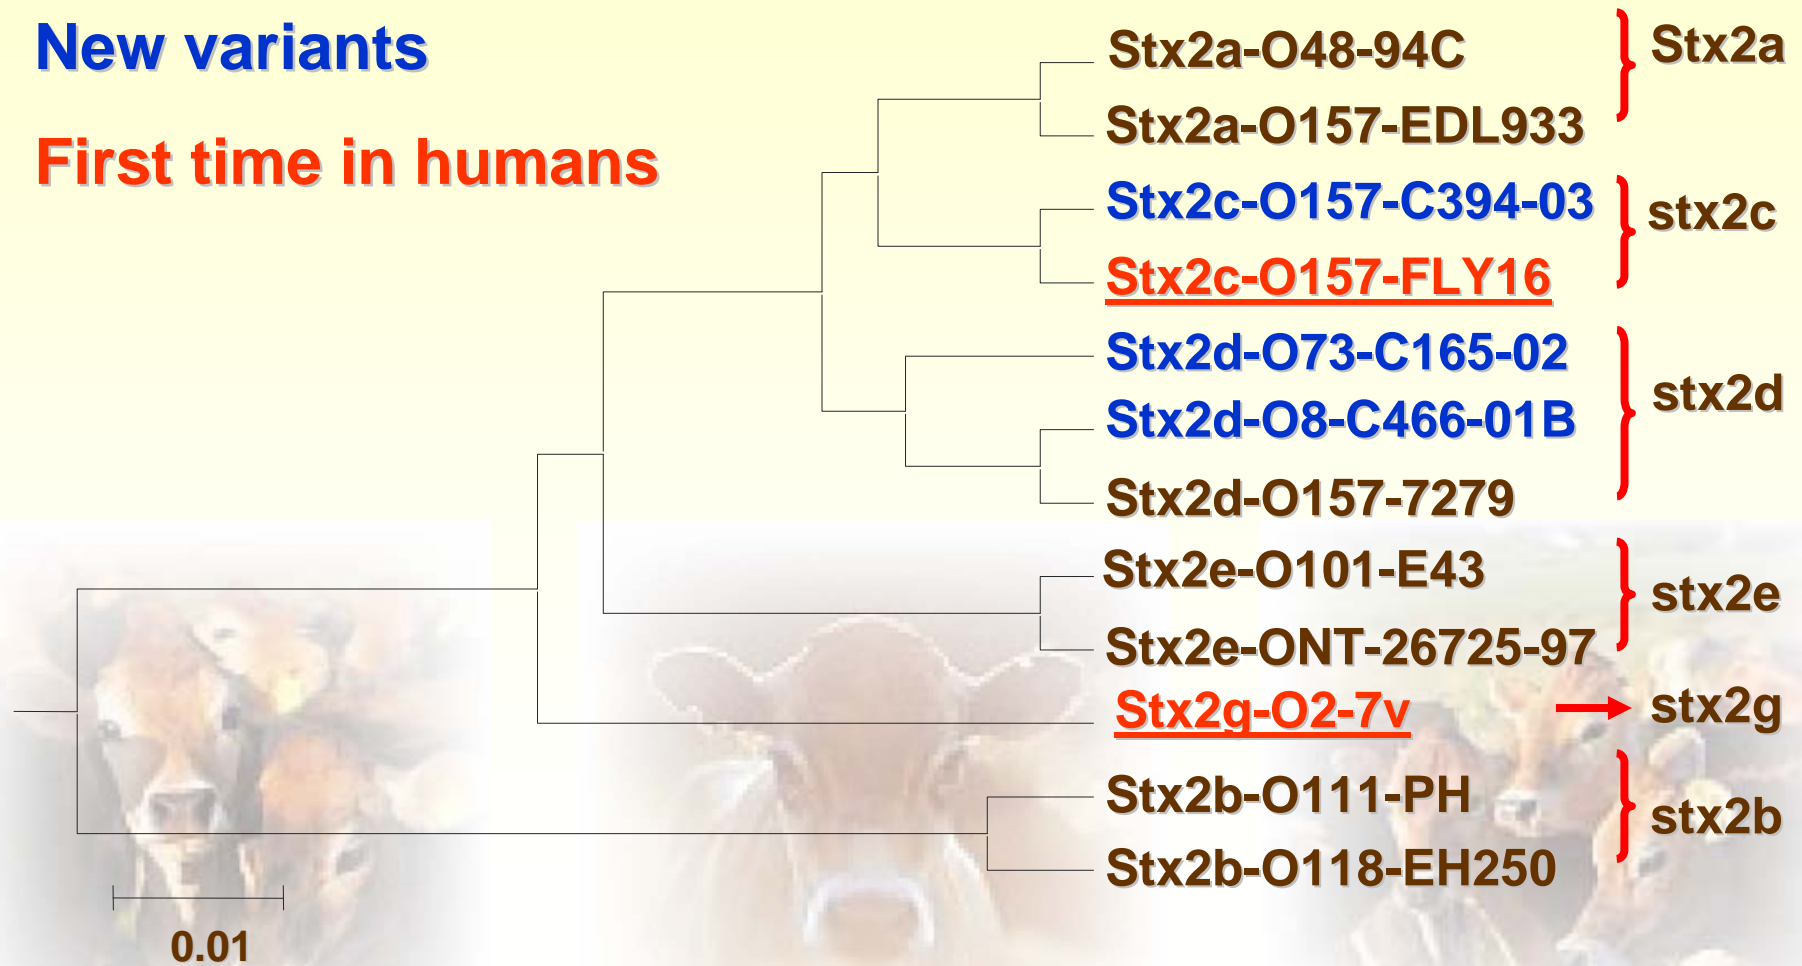 New variants
First time in humans
Stx2a-O48-94C
Stx2a
Stx2a-O157-EDL933
Stx2c-O157-C394-03
stx2c
Stx2c-O157-FLY16
Stx2d-O73-C165-02
stx2d
Stx2d-O8-C466-01B
Stx2d-O157-7279
Stx2e-O101-E43
stx2e
Stx2e-ONT-26725-97
Stx2g-O2-7v
stx2g
Stx2b-O111-PH
stx2b
Stx2b-O118-EH250
0.01